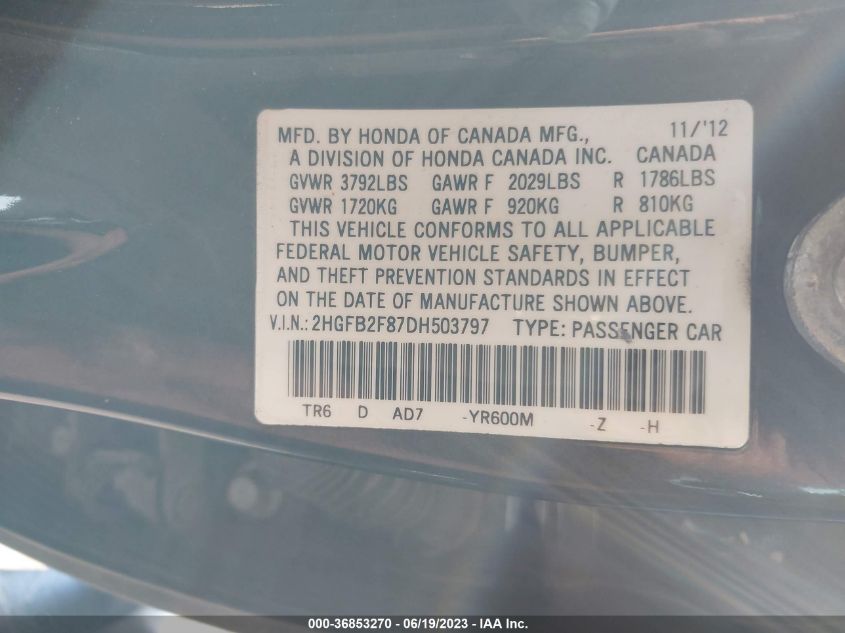 MFD. BY HONDA OF CANADA MFG., 11/'12
A DIVISION OF HONDA CANADA INC. CANADA
GVWR 3792LBS GAWR F 2029LBS R 1786LBS
GVWR 1720KG GAWR F 920KG R 810KG
THIS VEHICLE CONFORMS TO ALL APPLICABLE
FEDERAL MOTOR VEHICLE SAFETY, BUMPER,
AND THEFT PREVENTION STANDARDS IN EFFECT
ON THE DATE OF MANUFACTURE SHOWN ABOVE.
V.I.N.: 2HGFB2F87DH503797 TYPE: PASSENGER CAR
TR6 D AD7 -YR600M -Z -H
000-36853270 - 06/19/2023 - YAA Inc.